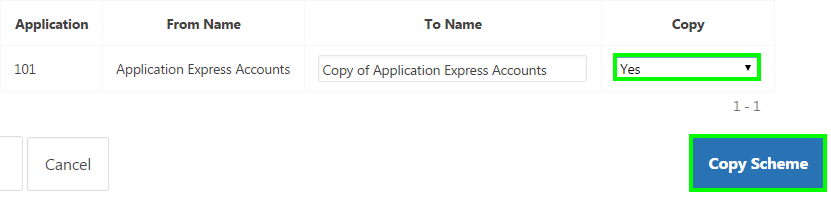 Application From Name To Name Copy
101 Application Express Accounts Copy of Application Express Accounts Yes
1 - 1
Cancel Copy Scheme